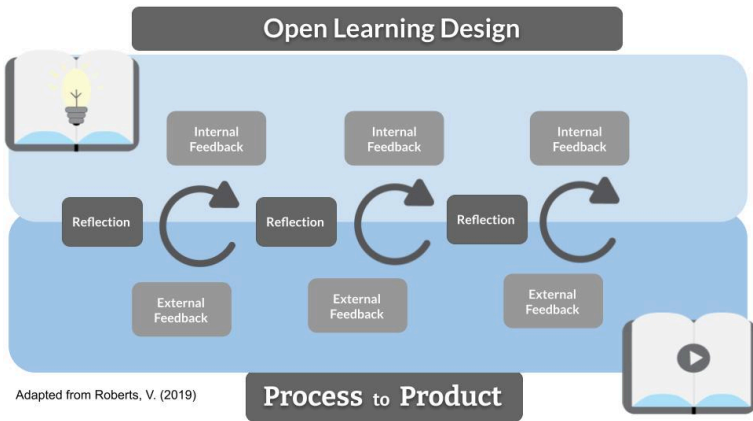 Open Learning Design
Internal
Feedback
Internal
Feedback
Internal
Feedback
Reflection
Reflection
Reflection
External
Feedback
External
Feedback
External
Feedback
Adapted from Roberts, V. (2019)
Process to Product